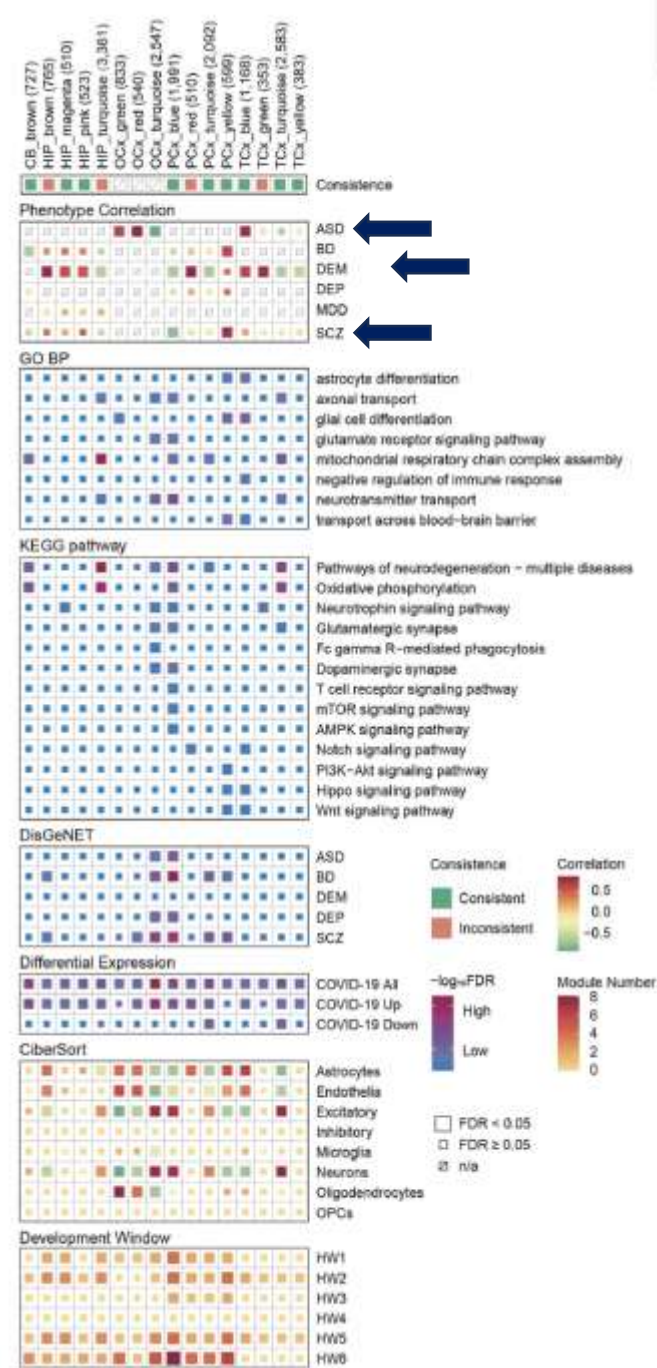 CB_brown (727)
HIP_brown (765)
HIP_magenta (510)
HIP_pink (523)
HIP_turquoise (3,381)
OCx_green (833)
OCx_red (540)
OCx_turquoise (2,547)
PCx_blue (1,991)
PCx_red (510)
PCx_turquoise (2,092)
PCx_yellow (599)
TCx_blue (1,168)
TCx_green (353)
TCx_turquoise (2,583)
TCx_yellow (383)
Consistence
Phenotype Correlation
ASD
BD
DEM
DEP
MDD
SCZ
GO BP
astrocyte differentiation
axonal transport
glial cell differentiation
glutamate receptor signaling pathway
mitochondrial respiratory chain complex assembly
negative regulation of immune response
neurotransmitter transport
transport across blood−brain barrier
KEGG pathway
Pathways of neurodegeneration − multiple diseases
Oxidative phosphorylation
Neurotrophin signaling pathway
Glutamatergic synapse
Fc gamma R−mediated phagocytosis
Dopaminergic synapse
T cell receptor signaling pathway
mTOR signaling pathway
AMPK signaling pathway
Notch signaling pathway
PI3K−Akt signaling pathway
Hippo signaling pathway
Wnt signaling pathway
DisGeNET
ASD
BD
DEM
DEP
SCZ
Consistence
Consistent
Inconsistent
Correlation
0.5
0.0
−0.5
Differential Expression
COVID−19 All
COVID−19 Up
COVID−19 Down
−log₁₀FDR
High
Low
Module Number
8
6
4
2
0
CiberSort
Astrocytes
Endothelia
Excitatory
Inhibitory
Microglia
Neurons
Oligodendrocytes
OPCs
FDR < 0.05
FDR ≥ 0.05
n/a
Development Window
HW1
HW2
HW3
HW4
HW5
HW6